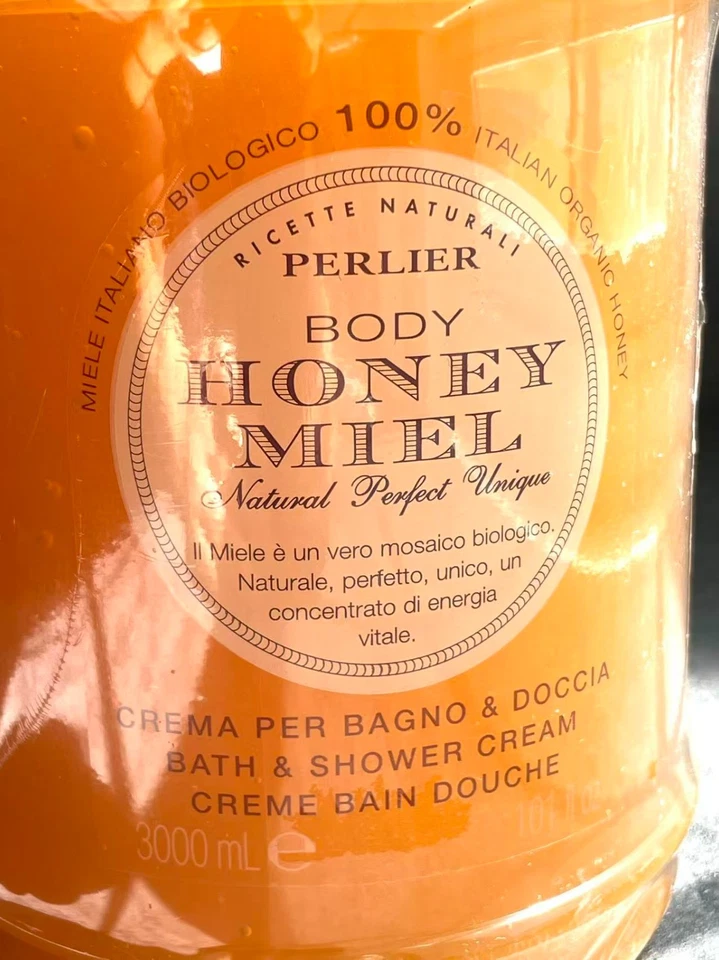 MIELE ITALIANO BIOLOGICO 100% ITALIAN ORGANIC HONEY
RICETTE NATURALI
PERLIER
BODY
HONEY
MIEL
Natural Perfect Unique
Il Miele è un vero mosaico biologico.
Naturale, perfetto, unico, un
concentrato di energia
vitale.
CREMA PER BAGNO & DOCCIA
BATH & SHOWER CREAM
CREME BAIN DOUCHE
3000 mL e